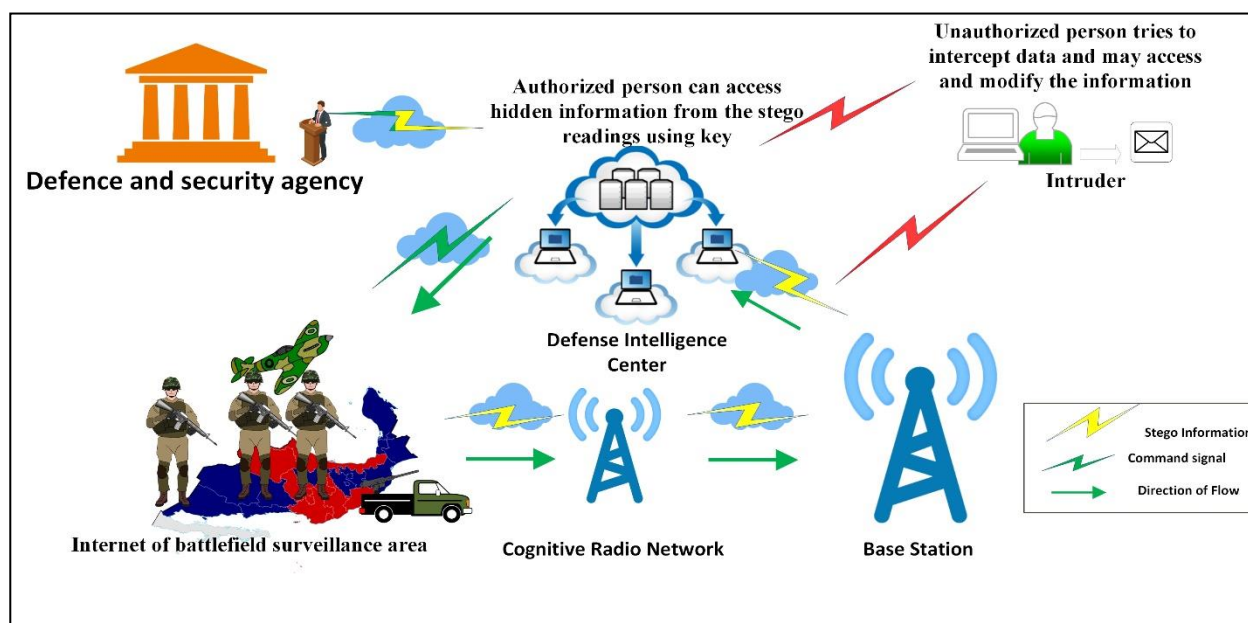 Unauthorized person tries to
intercept data and may access
and modify the information
Authorized person can access
hidden information from the stego
readings using key
Defence and security agency
Intruder
Defense Intelligence
Center
Internet of battlefield surveillance area
Cognitive Radio Network
Base Station
Stego Information
Command signal
Direction of Flow